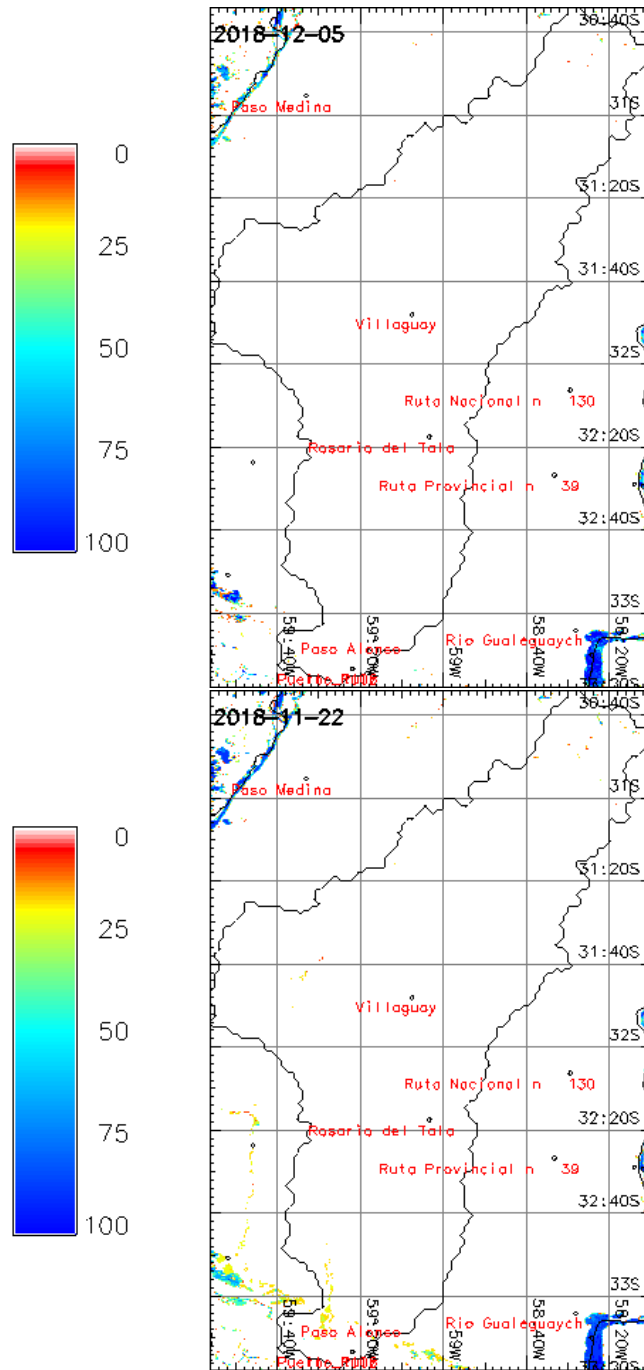 2018-12-05
30:40S
Paso Medina
31S
0
31:20S
25
31:40S
Villaguay
50
32S
Ruta Nacional n 130
75
32:20S
Rosario del Tala
Ruta Provincial n 39
32:40S
100
33S
Rio Gualeguaych
Paso Alonso
59:40W
59:20W
59W
58:40W
58:20W
Puerto Ruiz
2018-11-22
30:40S
Paso Medina
31S
0
31:20S
25
31:40S
Villaguay
50
32S
Ruta Nacional n 130
75
32:20S
Rosario del Tala
Ruta Provincial n 39
32:40S
100
33S
Rio Gualeguaych
Paso Alonso
59:40W
59:20W
59W
58:40W
58:20W
Puerto Ruiz